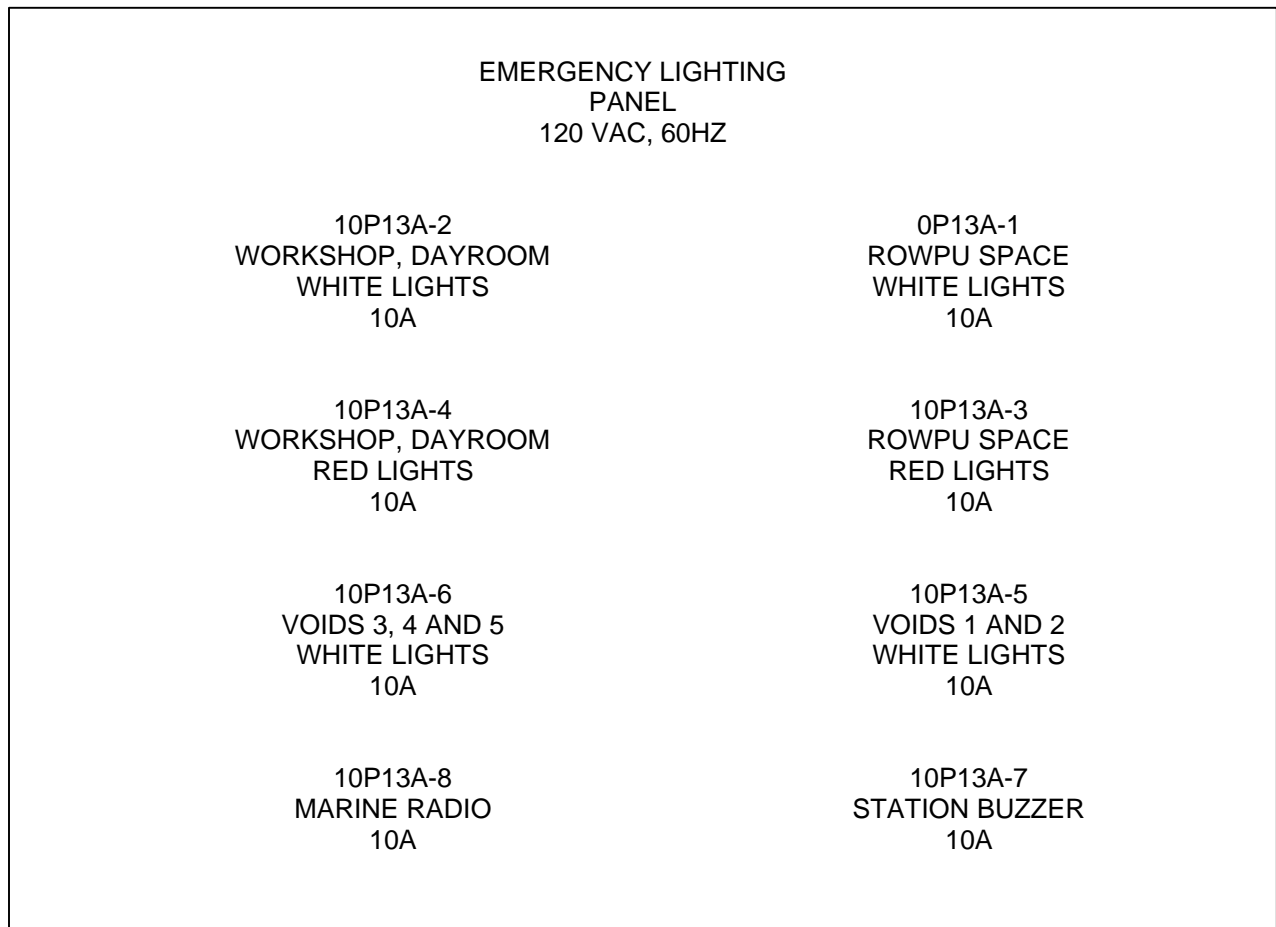 EMERGENCY LIGHTING
PANEL
120 VAC, 60HZ
10P13A-2
WORKSHOP, DAYROOM
WHITE LIGHTS
10A
0P13A-1
ROWPU SPACE
WHITE LIGHTS
10A
10P13A-4
WORKSHOP, DAYROOM
RED LIGHTS
10A
10P13A-3
ROWPU SPACE
RED LIGHTS
10A
10P13A-6
VOIDS 3, 4 AND 5
WHITE LIGHTS
10A
10P13A-5
VOIDS 1 AND 2
WHITE LIGHTS
10A
10P13A-8
MARINE RADIO
10A
10P13A-7
STATION BUZZER
10A